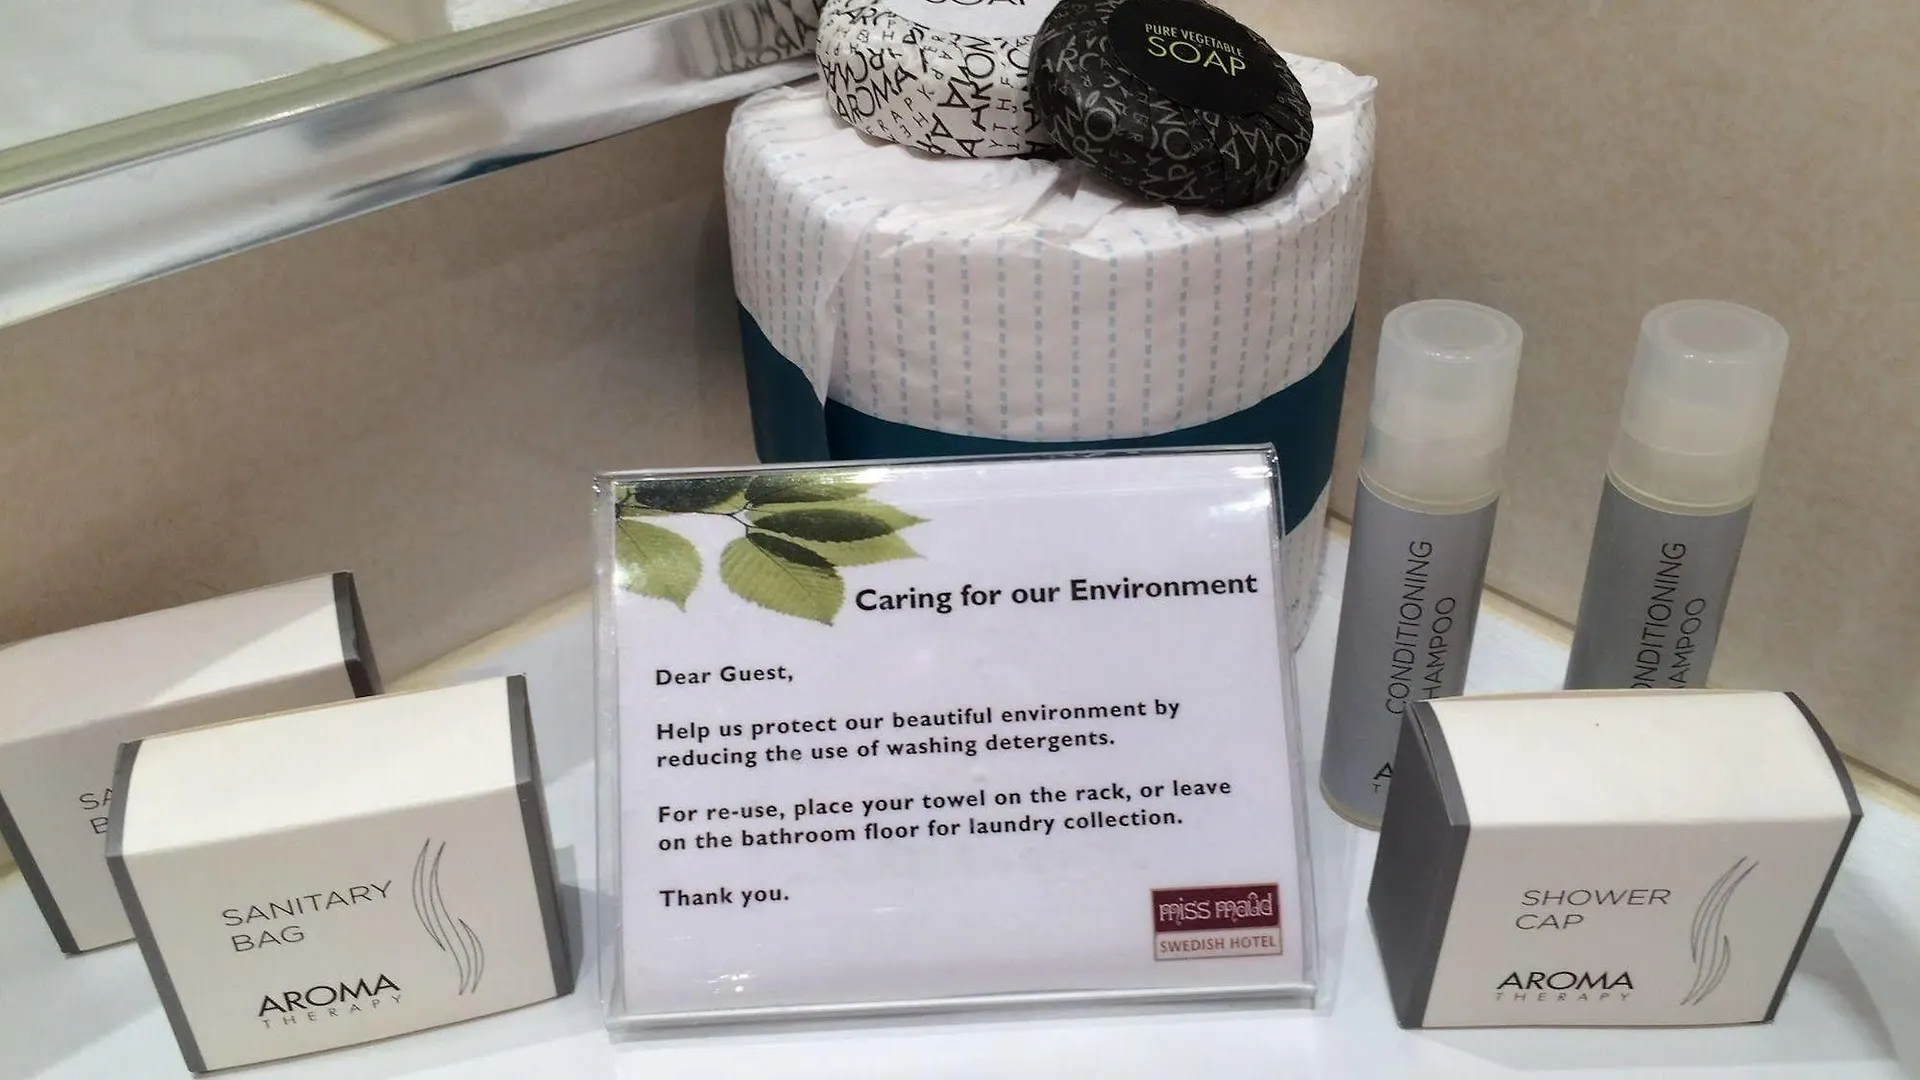 SOAP
PURE VEGETABLE
SOAP
CONDITIONING
SHAMPOO
Caring for our Environment
Dear Guest,
Help us protect our beautiful environment by
reducing the use of washing detergents.
For re-use, place your towel on the rack, or leave
on the bathroom floor for laundry collection.
Thank you.
miss maud
SWEDISH HOTEL
SANITARY
BAG
AROMA
THERAPY
SHOWER
CAP
AROMA
THERAPY